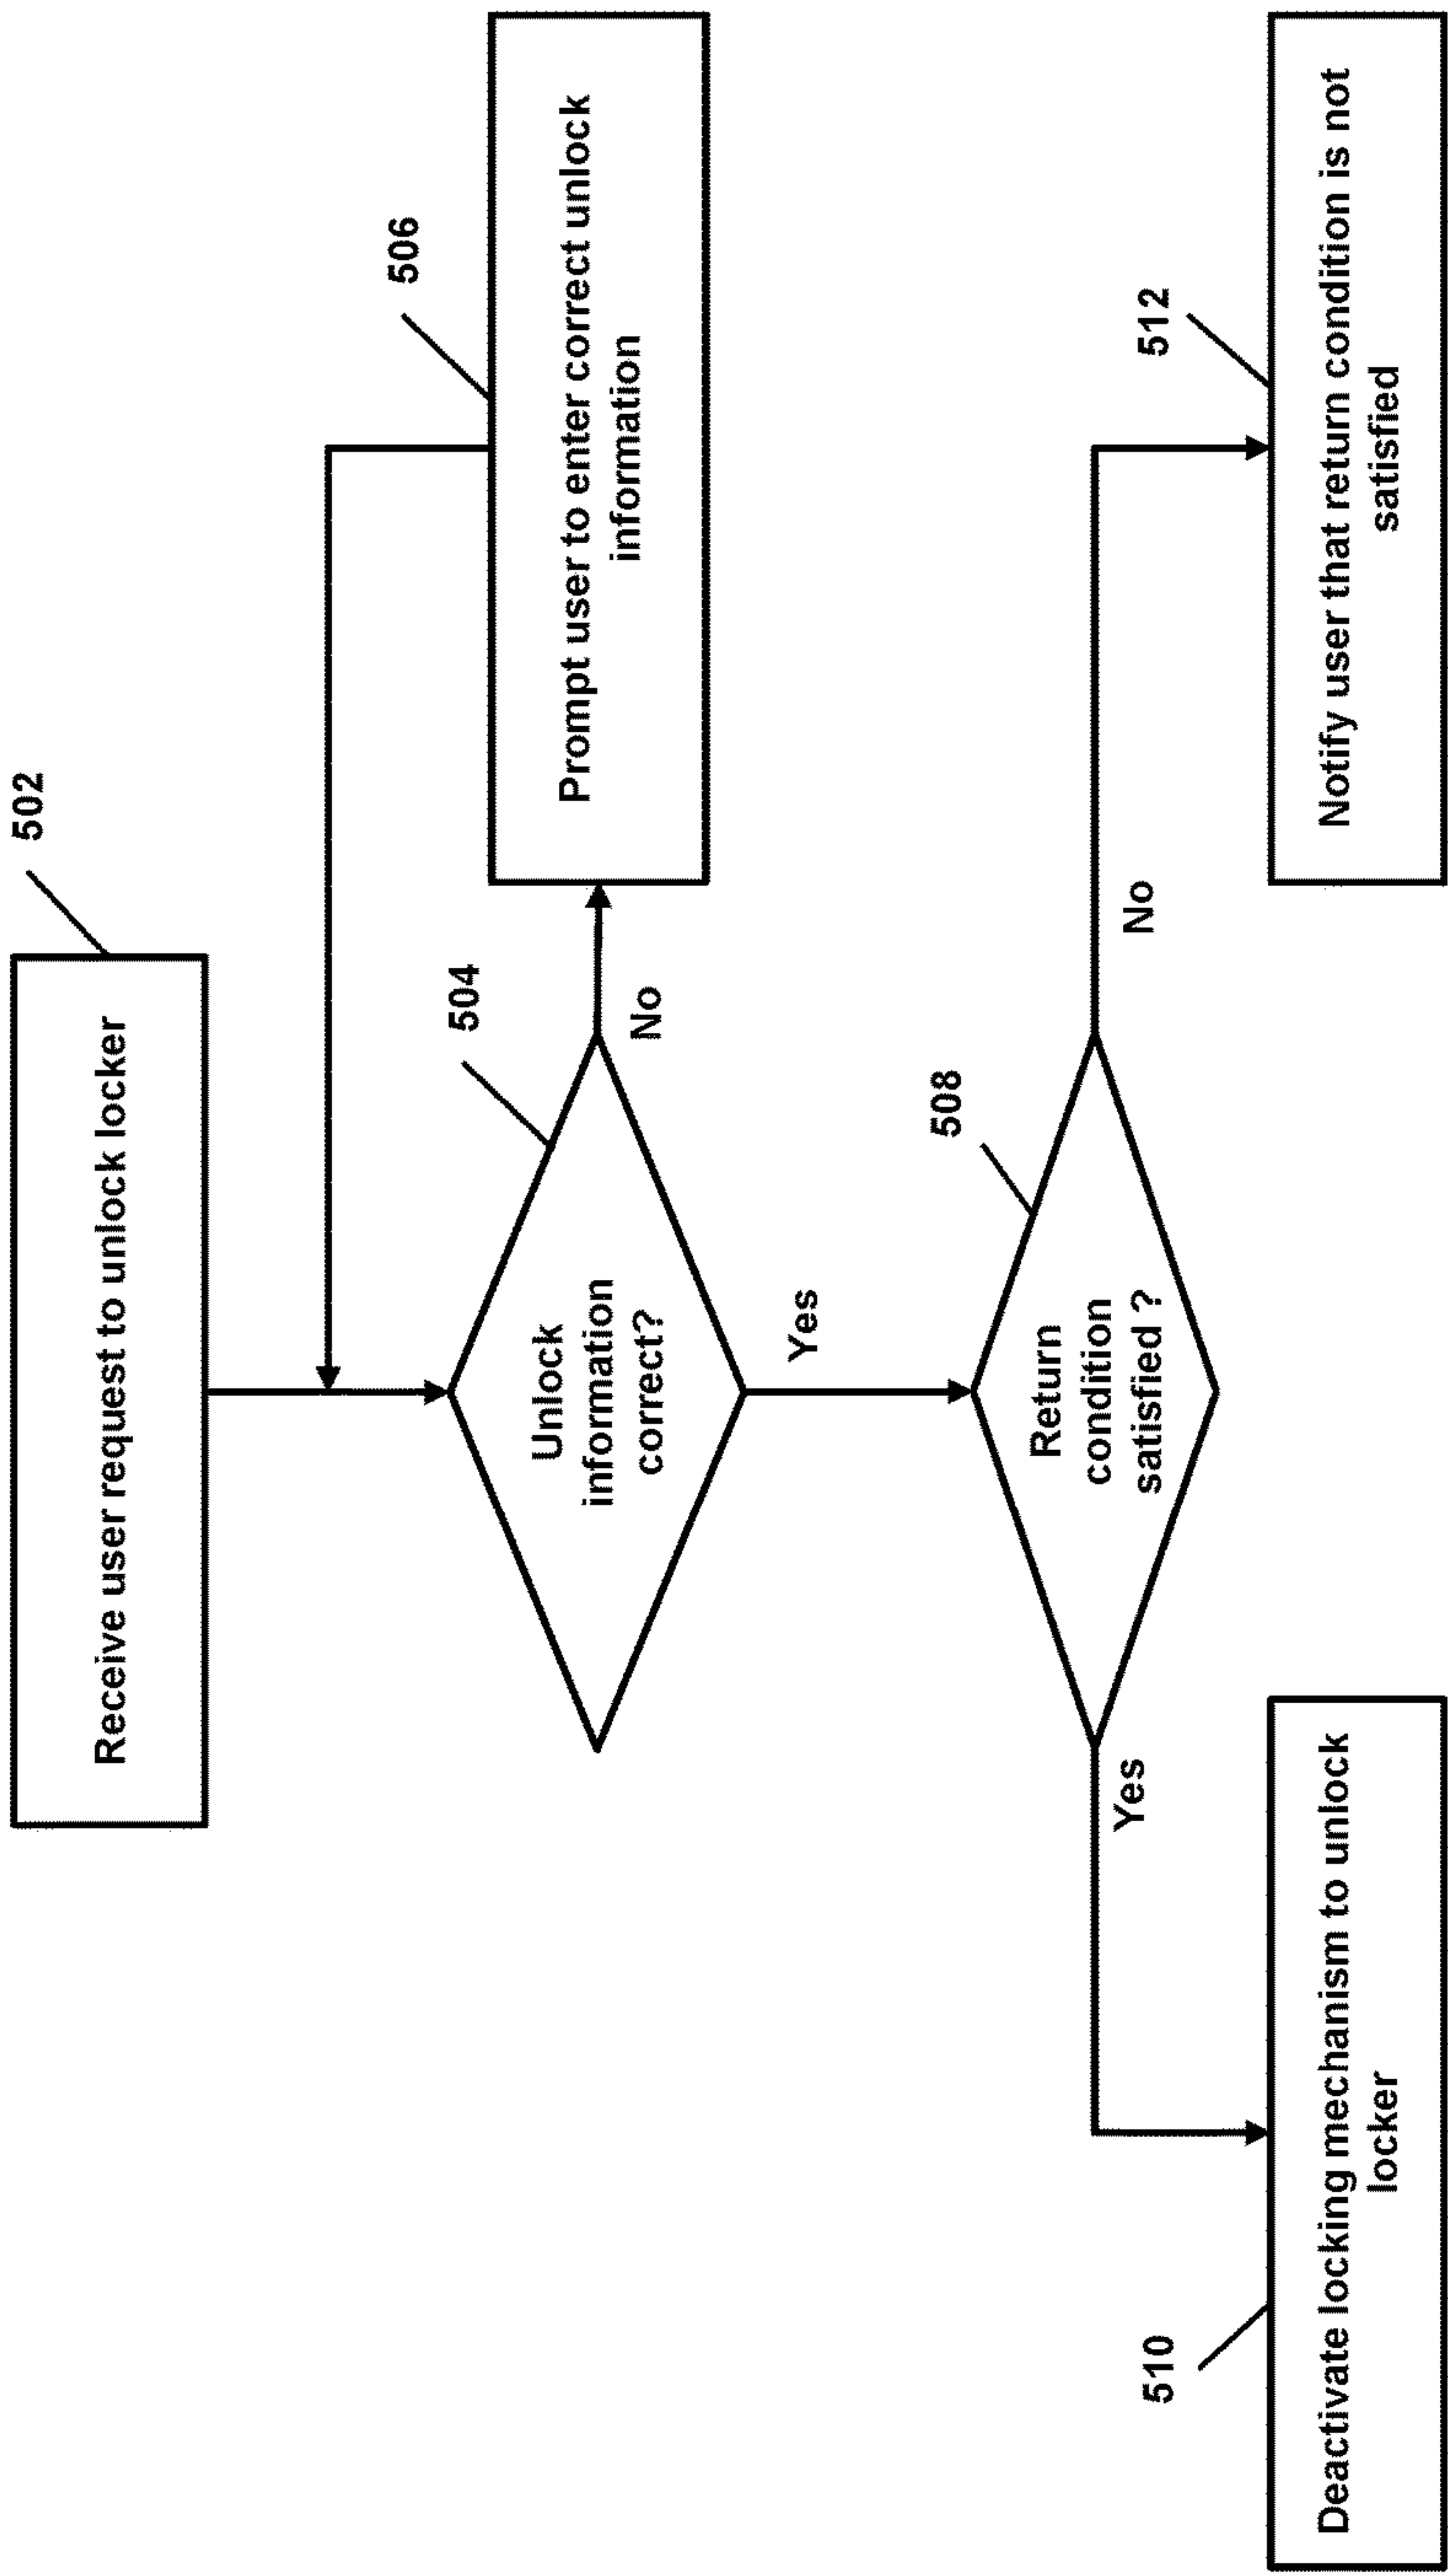 502
Receive user request to unlock locker
504
Unlock
information
correct?
No
506
Prompt user to enter correct unlock
information
Yes
508
Return
condition
satisfied ?
Yes
No
510
Deactivate locking mechanism to unlock
locker
512
Notify user that return condition is not
satisfied